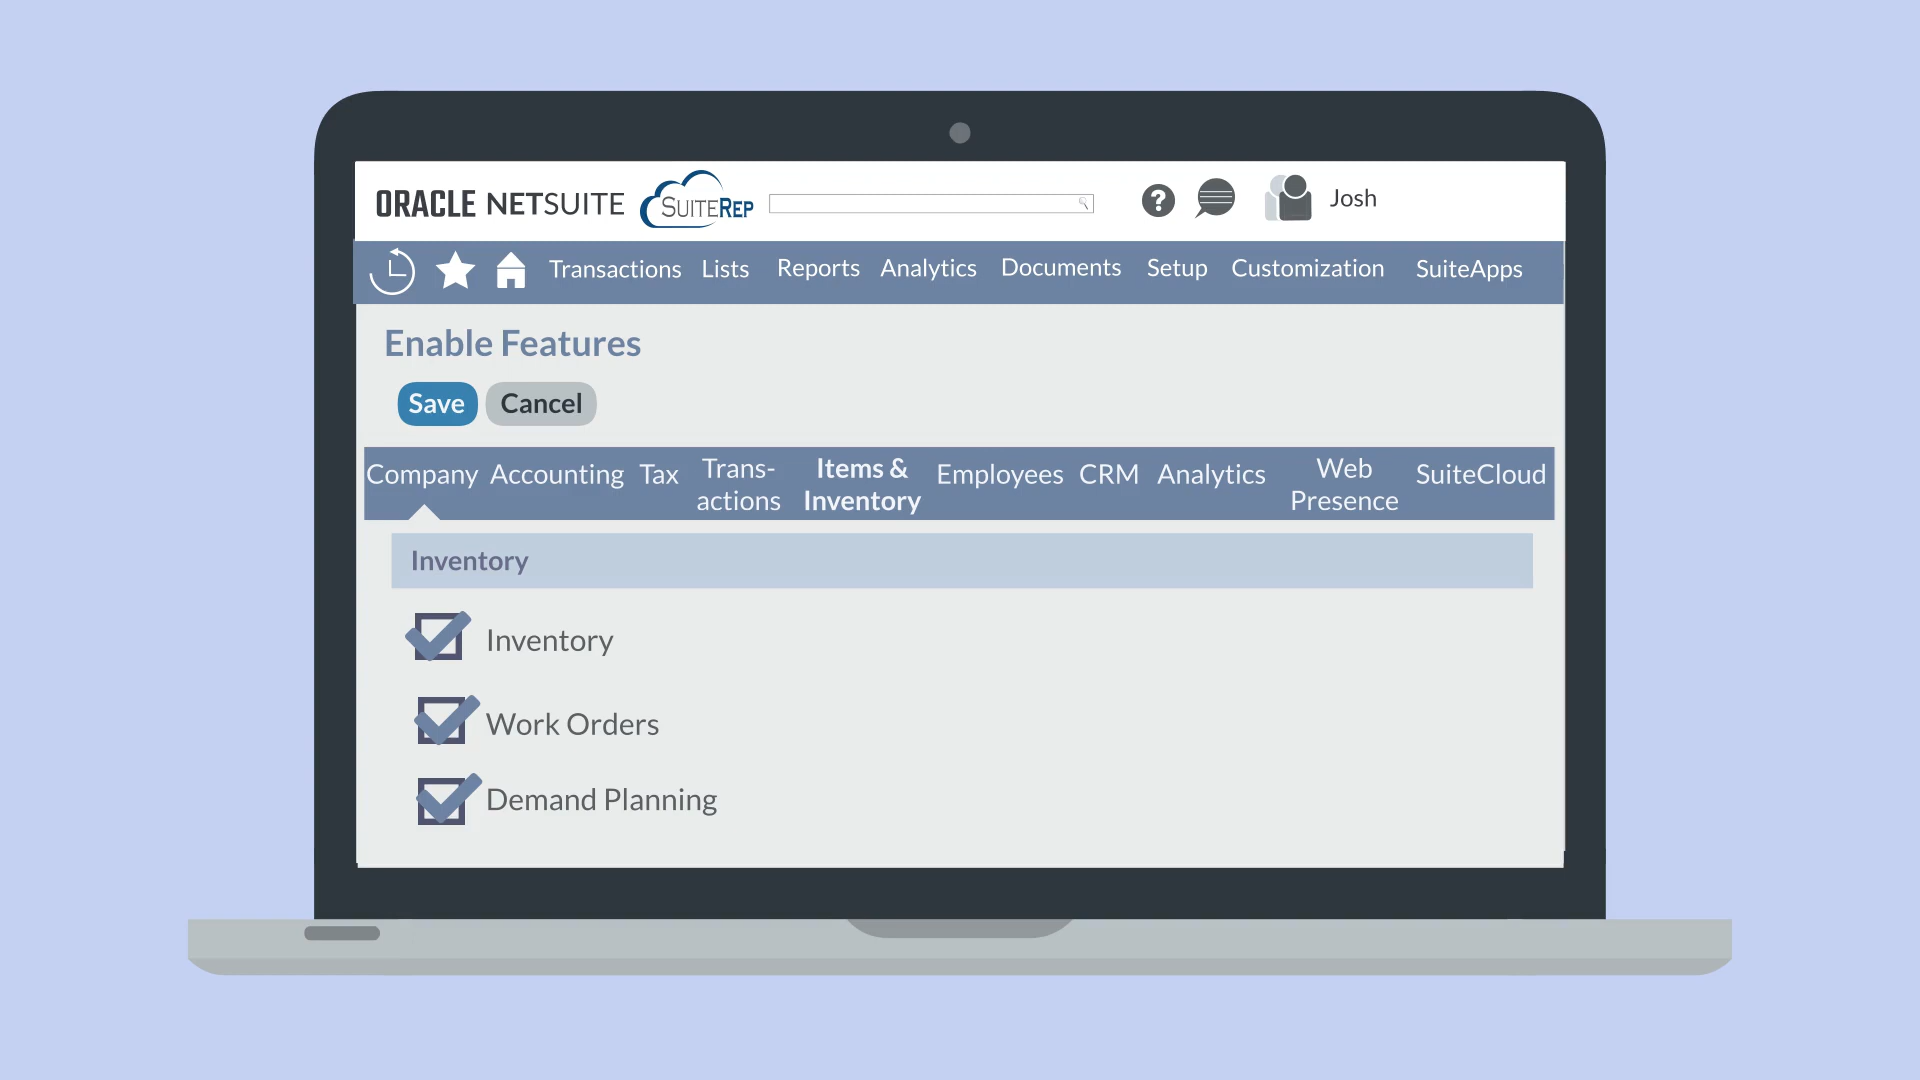 ORACLE NETSUITE SUITEREP ? Josh
Transactions Lists Reports Analytics Documents Setup Customization SuiteApps
Enable Features
Save Cancel
Company Accounting Tax Trans-
actions Items &
Inventory Employees CRM Analytics Web
Presence SuiteCloud
Inventory
Inventory
Work Orders
Demand Planning